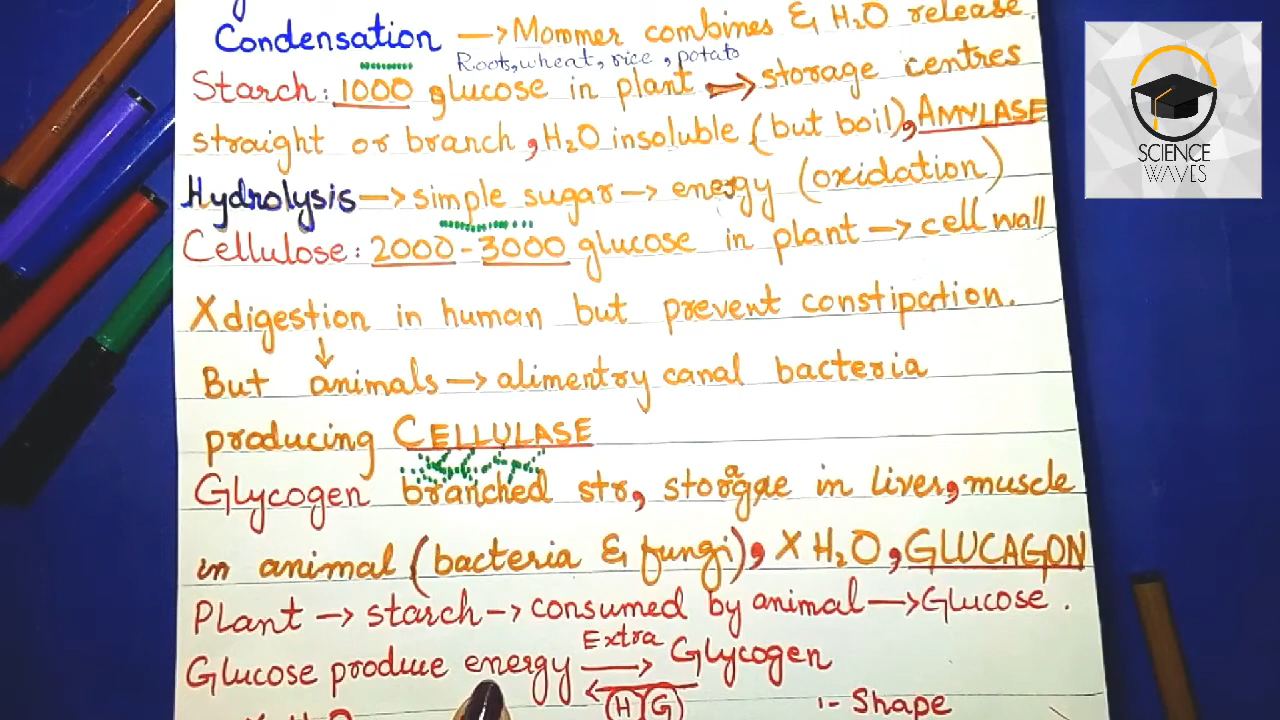 Condensation → Monmer combines & H₂O release.
Roots, wheat, rice, potato
Starch: 1000 glucose in plant → storage centres
straight or branch, H₂O insoluble (but boil), AMYLASE
Hydrolysis → simple sugar → energy (oxidation)
Cellulose: 2000 - 3000 glucose in plant → cell wall
X digestion in human but prevent constipation.
↓
But animals → alimentry canal bacteria
producing CELLULASE
Glycogen branched str, storage in liver, muscle
in animal (bacteria & fungi), X H₂O, GLUCAGON
Plant → starch → consumed by animal → Glucose.
Extra
Glucose produce energy → Glycogen
← H G
1- Shape
SCIENCE
WAVES